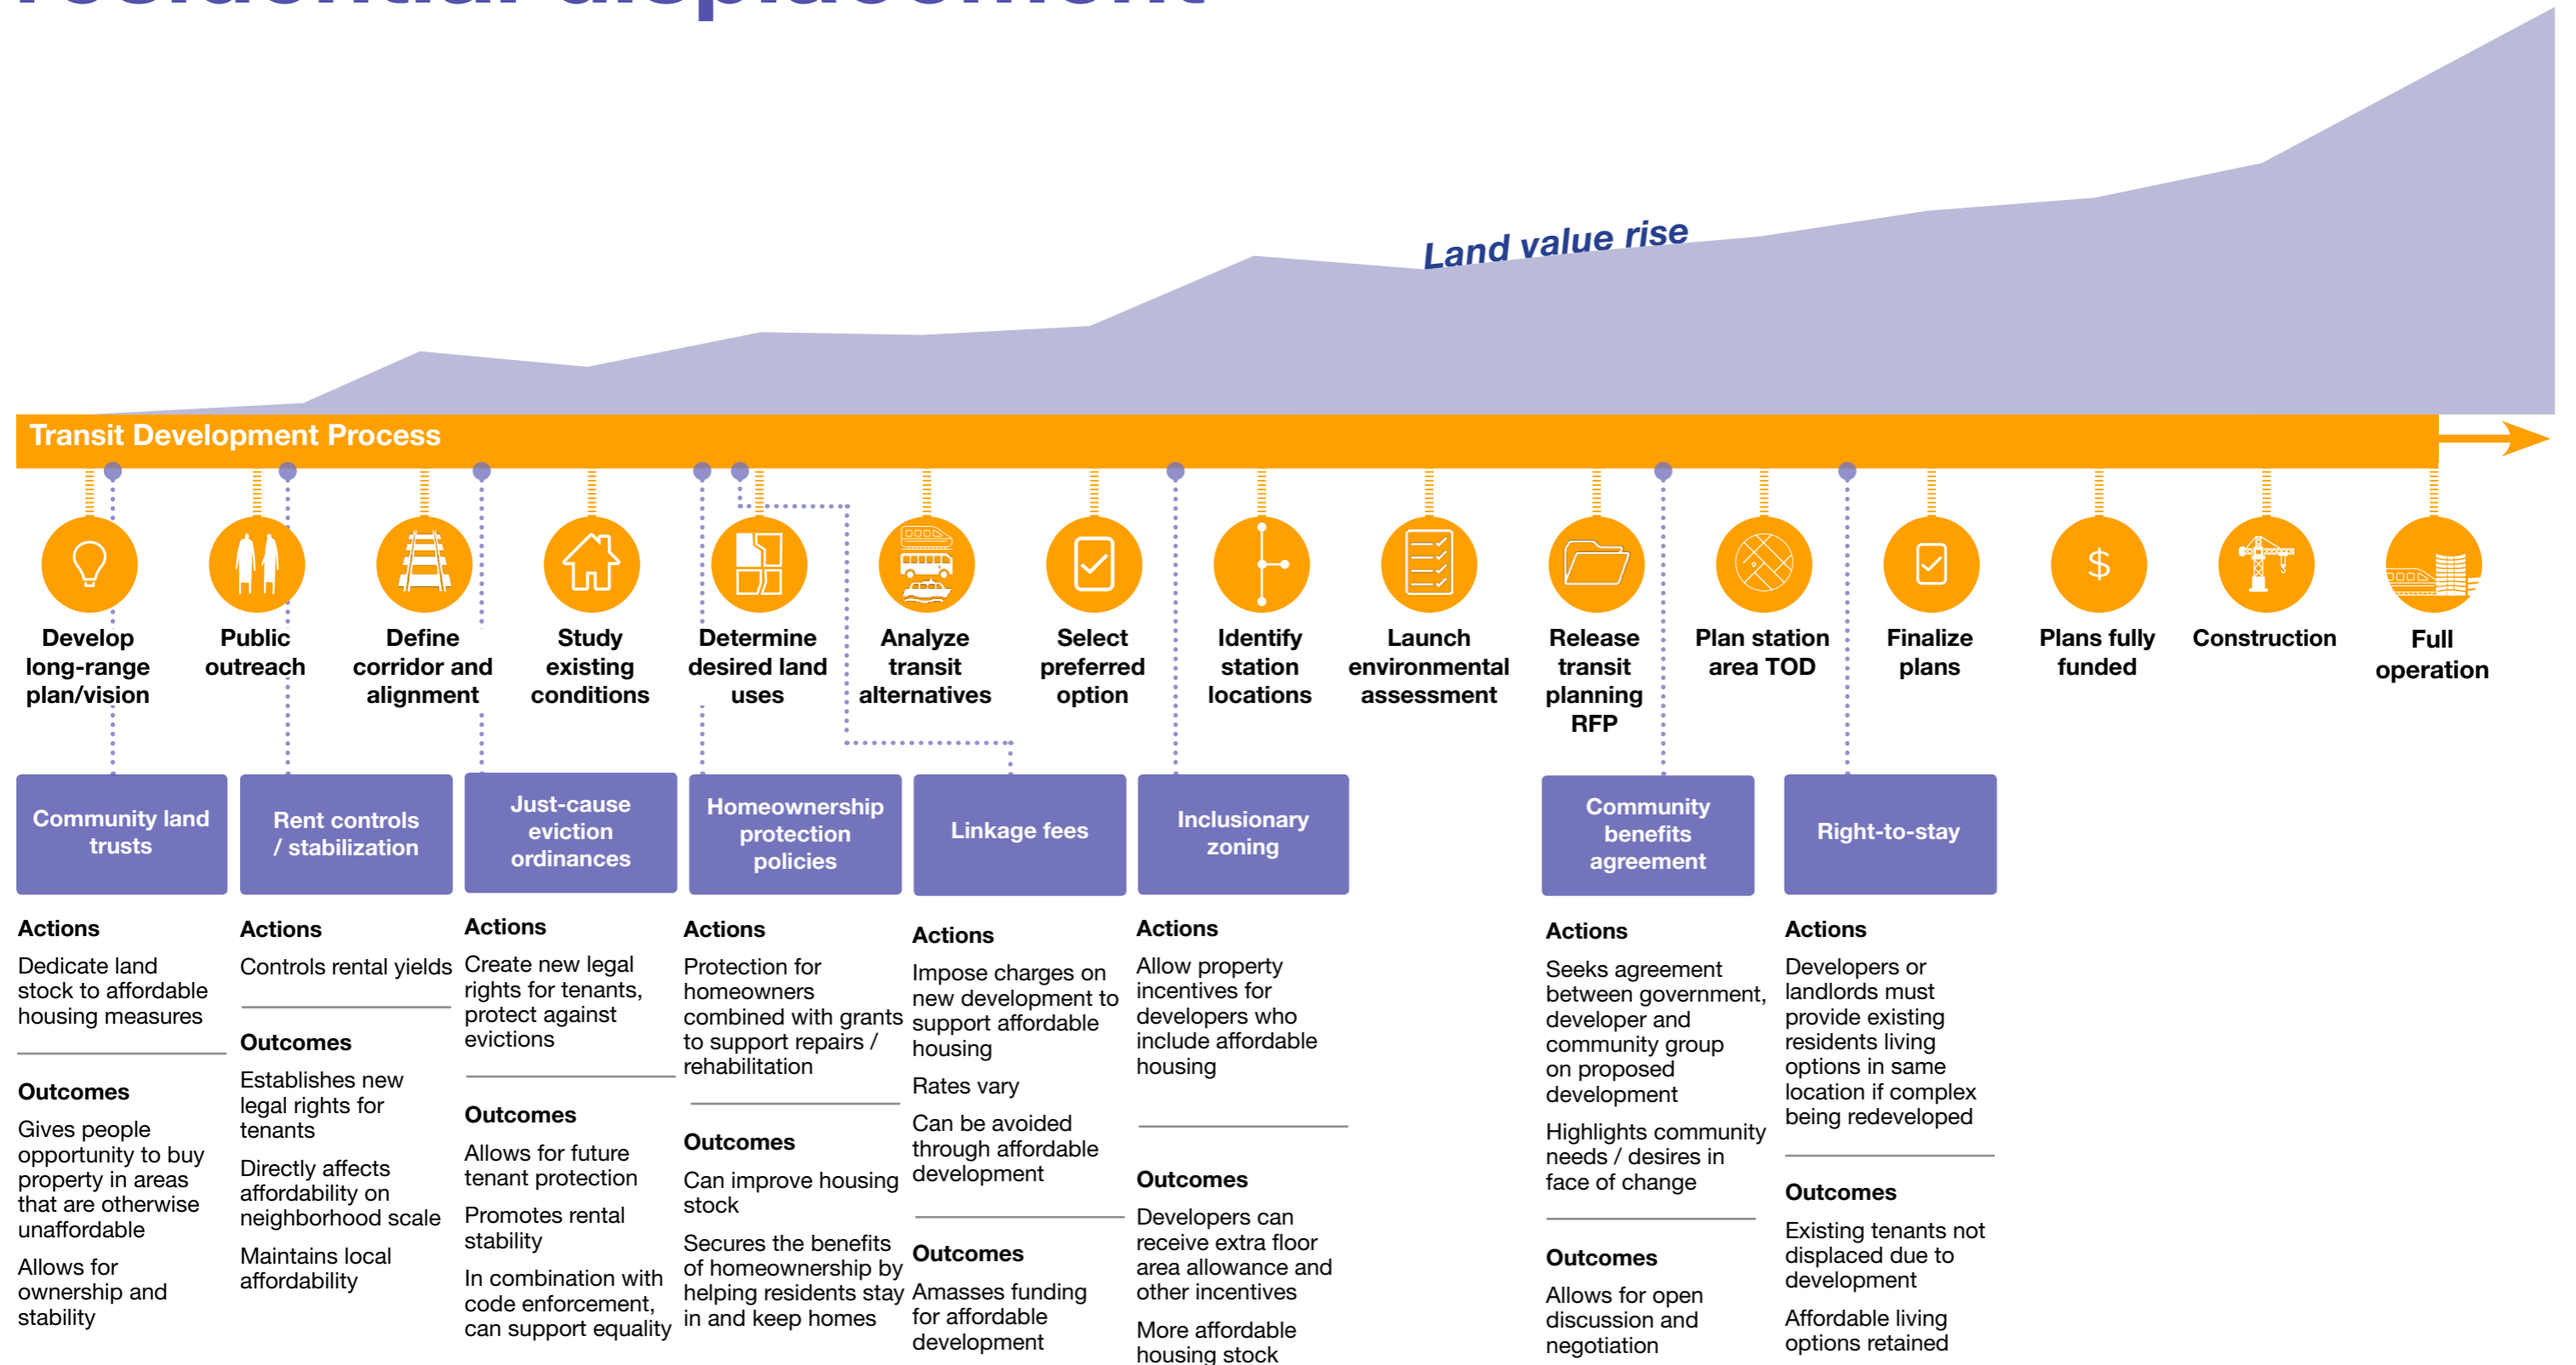 residential displacement
Land value rise
Transit Development Process
Develop
long-range
plan/vision
Public
outreach
Define
corridor and
alignment
Study
existing
conditions
Determine
desired land
uses
Analyze
transit
alternatives
Select
preferred
option
Identify
station
locations
Launch
environmental
assessment
Release
transit
planning
RFP
Plan station
area TOD
Finalize
plans
$
Plans fully
funded
Construction
Full
operation
Community land
trusts
Actions
Dedicate land
stock to affordable
housing measures
Outcomes
Gives people
opportunity to buy
property in areas
that are otherwise
unaffordable
Allows for
ownership and
stability
Rent controls
/ stabilization
Actions
Controls rental yields
Outcomes
Establishes new
legal rights for
tenants
Directly affects
affordability on
neighborhood scale
Maintains local
affordability
Just-cause
eviction
ordinances
Actions
Create new legal
rights for tenants,
protect against
evictions
Outcomes
Allows for future
tenant protection
Promotes rental
stability
In combination with
code enforcement,
can support equality
Homeownership
protection
policies
Actions
Protection for
homeowners
combined with grants
to support repairs /
rehabilitation
Outcomes
Can improve housing
stock
Secures the benefits
of homeownership by
helping residents stay
in and keep homes
Linkage fees
Actions
Impose charges on
new development to
support affordable
housing
Rates vary
Can be avoided
through affordable
development
Outcomes
Amasses funding
for affordable
development
Inclusionary
zoning
Actions
Allow property
incentives for
developers who
include affordable
housing
Outcomes
Developers can
receive extra floor
area allowance and
other incentives
More affordable
housing stock
Community
benefits
agreement
Actions
Seeks agreement
between government,
developer and
community group
on proposed
development
Highlights community
needs / desires in
face of change
Outcomes
Allows for open
discussion and
negotiation
Right-to-stay
Actions
Developers or
landlords must
provide existing
residents living
options in same
location if complex
being redeveloped
Outcomes
Existing tenants not
displaced due to
development
Affordable living
options retained